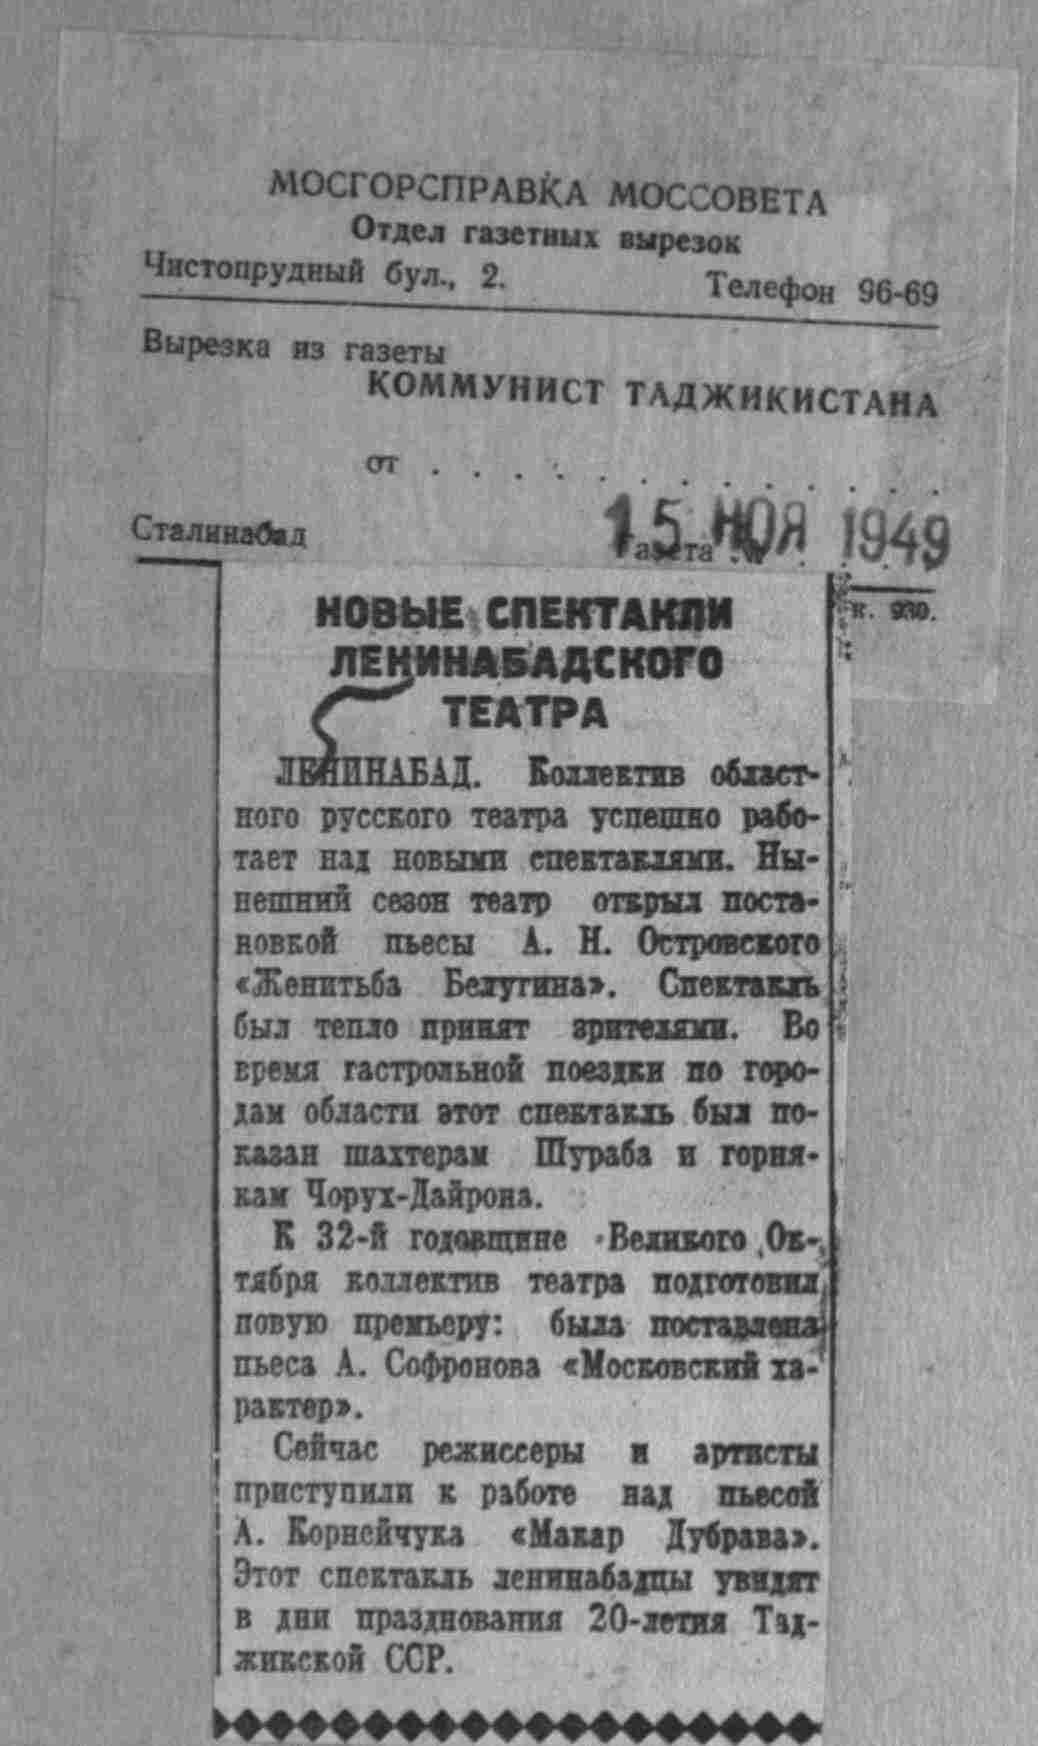 МОСГОРСПРАВКА МОССОВЕТА
Отдел газетных вырезок
Чистопрудный бул., 2. Телефон 96-69
Вырезка из газеты
КОММУНИСТ ТАДЖИКИСТАНА
от . . . . . . . . . . . . .
15 НОЯ 1949
Сталинабад Газета №
к. 930.
НОВЫЕ СПЕКТАКЛИ
ЛЕНИНАБАДСКОГО
ТЕАТРА
ЛЕНИНАБАД. Коллектив област-
ного русского театра успешно рабо-
тает над новыми спектаклями. Ны-
нешний сезон театр открыл поста-
новкой пьесы А. Н. Островского
«Женитьба Белугина». Спектакль
был тепло принят зрителями. Во
время гастрольной поездки по горо-
дам области этот спектакль был по-
казан шахтерам Шураба и горня-
кам Чорух-Дайрона.
К 32-й годовщине Великого Ок-
тября коллектив театра подготовил
новую премьеру: была поставлена
пьеса А. Софронова «Московский ха-
рактер».
Сейчас режиссеры и артисты
приступили к работе над пьесой
А. Корнейчука «Макар Дубрава».
Этот спектакль ленинабадцы увидят
в дни празднования 20-летия Тад-
жикской ССР.